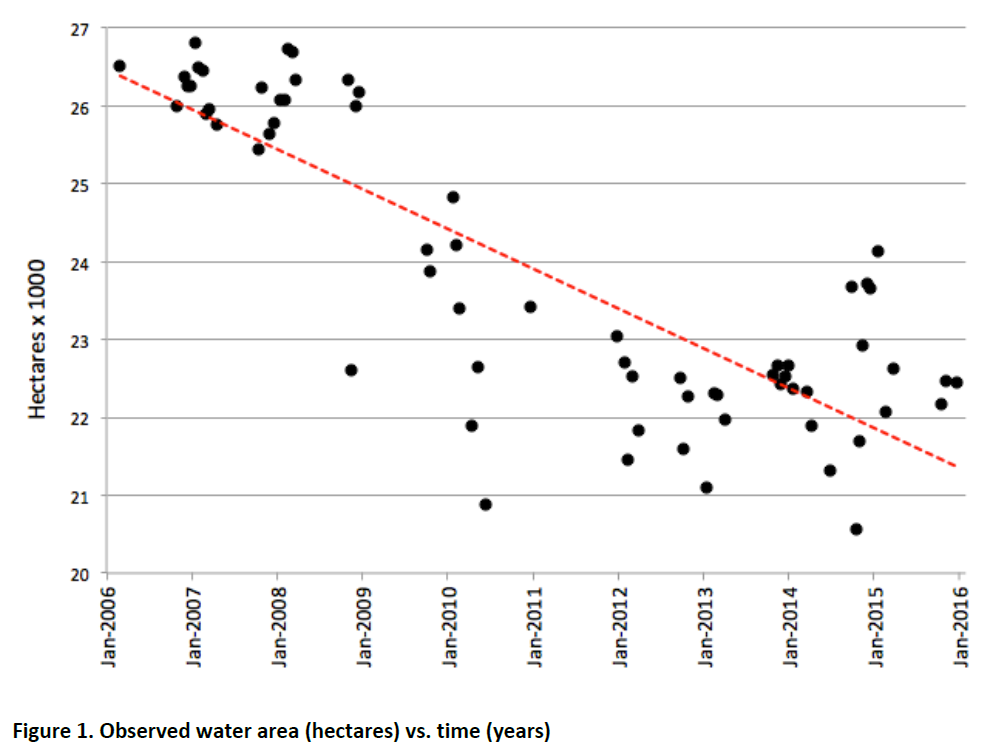 27
26
25
24
23
22
21
20
Hectares x 1000
Jan-2006
Jan-2007
Jan-2008
Jan-2009
Jan-2010
Jan-2011
Jan-2012
Jan-2013
Jan-2014
Jan-2015
Jan-2016
Figure 1. Observed water area (hectares) vs. time (years)